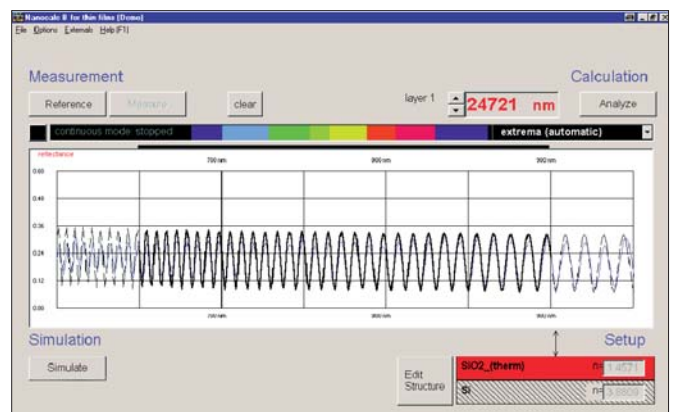 Nanocalc II for thin films (Demo)
File Options Externals Help (F1)
Measurement
Calculation
Reference
Measure
clear
layer 1
24721 nm
Analyze
continuous mode stopped
extrema (automatic)
reflectance
700 nm
800 nm
900 nm
0.60
0.48
0.36
0.24
0.12
0.00
700 nm
800 nm
900 nm
Simulation
Setup
Simulate
Edit
Structure
SiO2_(therm)
n= 1.4571
Si
n=